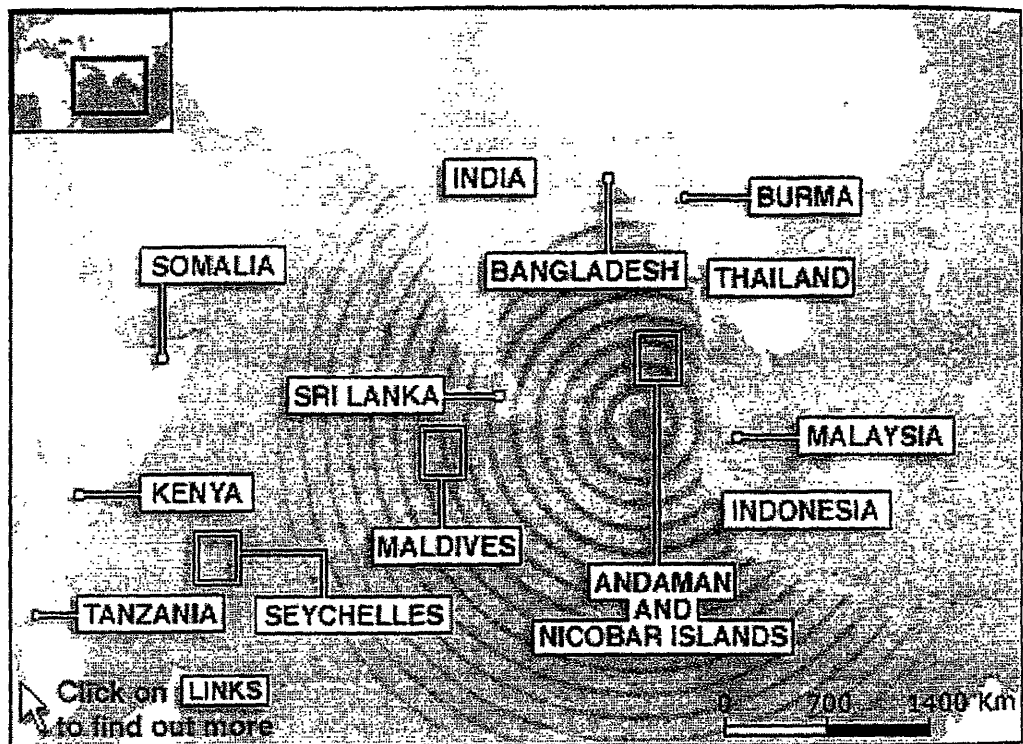 INDIA
BURMA
SOMALIA
BANGLADESH
THAILAND
SRI LANKA
MALAYSIA
KENYA
INDONESIA
MALDIVES
ANDAMAN
AND
NICOBAR ISLANDS
TANZANIA
SEYCHELLES
Click on LINKS
to find out more
0 700 1400 Km